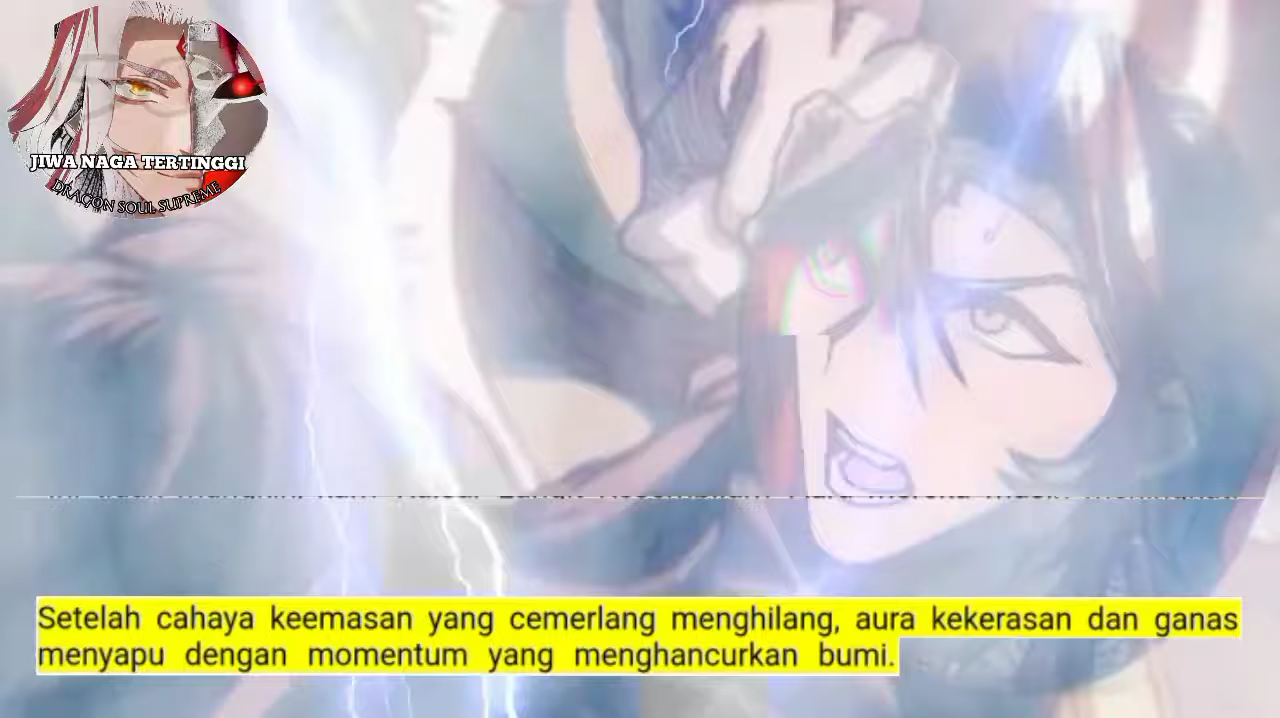 JIWA NAGA TERTINGGI
DRAGON SOUL SUPREME
Setelah cahaya keemasan yang cemerlang menghilang, aura kekerasan dan ganas
menyapu dengan momentum yang menghancurkan bumi.